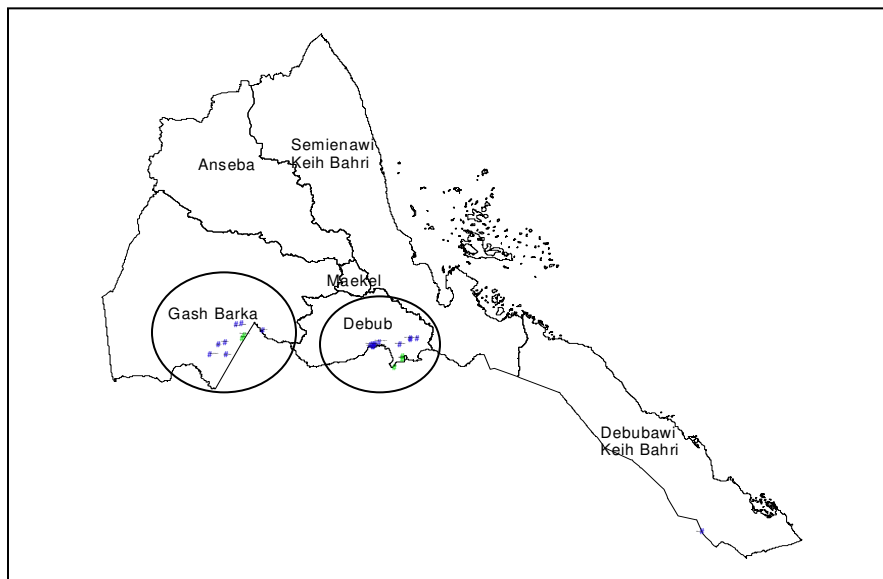 Semienawi
Keih Bahri
Anseba
Maekel
Gash Barka
Debub
Debubawi
Keih Bahri